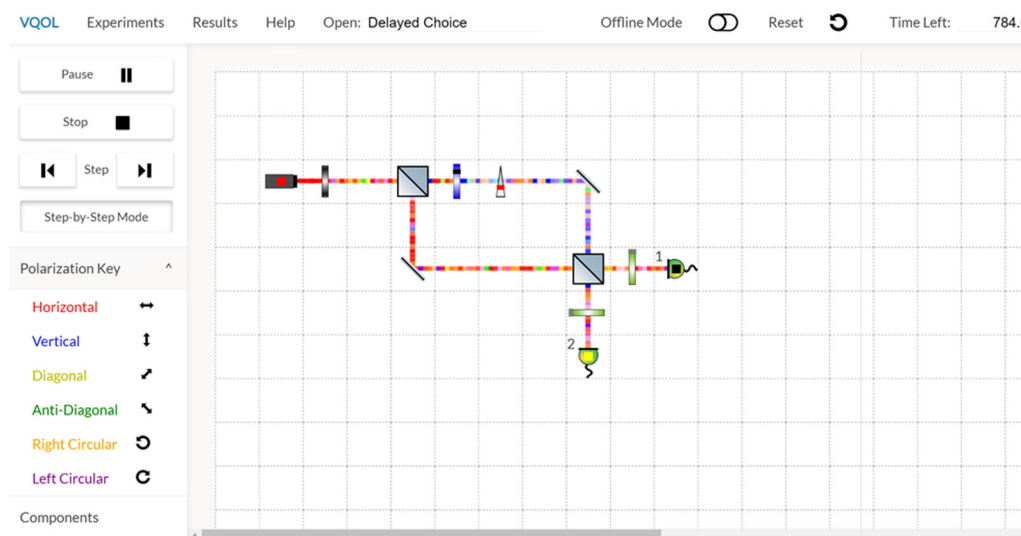 VQOL Experiments Results Help Open: Delayed Choice Offline Mode Reset Time Left: 784.
Pause
Stop
Step
Step-by-Step Mode
Polarization Key
Horizontal
Vertical
Diagonal
Anti-Diagonal
Right Circular
Left Circular
Components
1
2